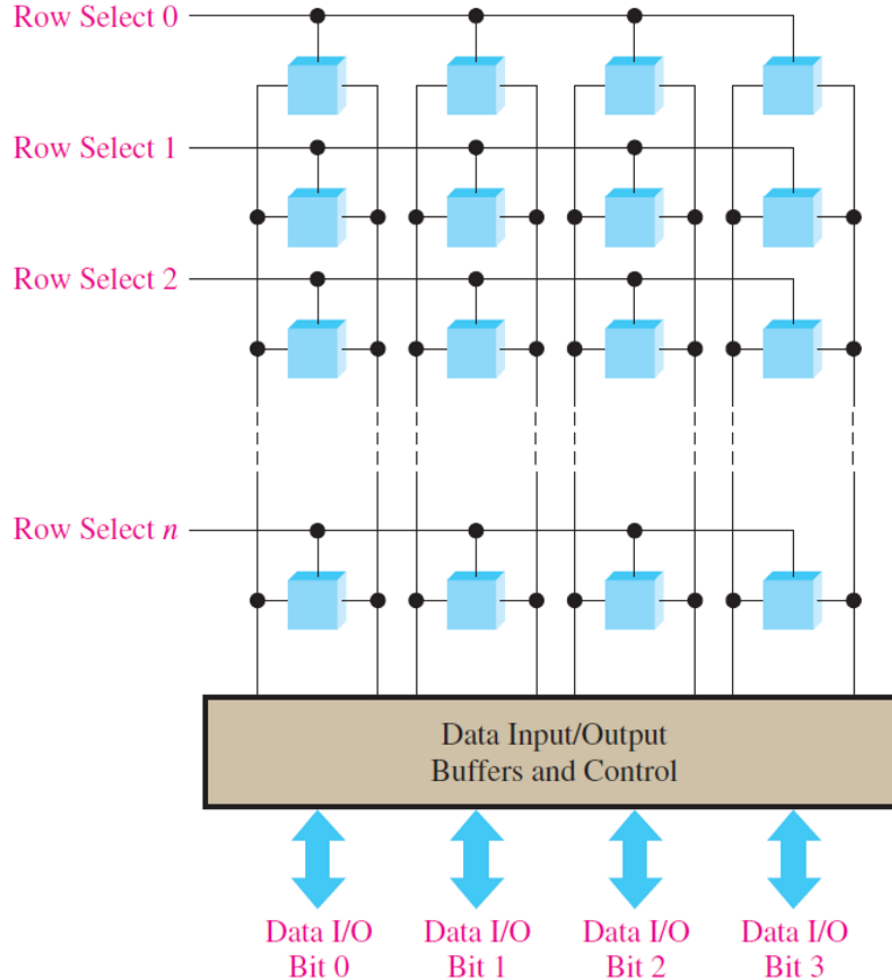 Row Select 0
Row Select 1
Row Select 2
Row Select n
Data Input/Output
Buffers and Control
Data I/O Data I/O Data I/O Data I/O
Bit 0 Bit 1 Bit 2 Bit 3